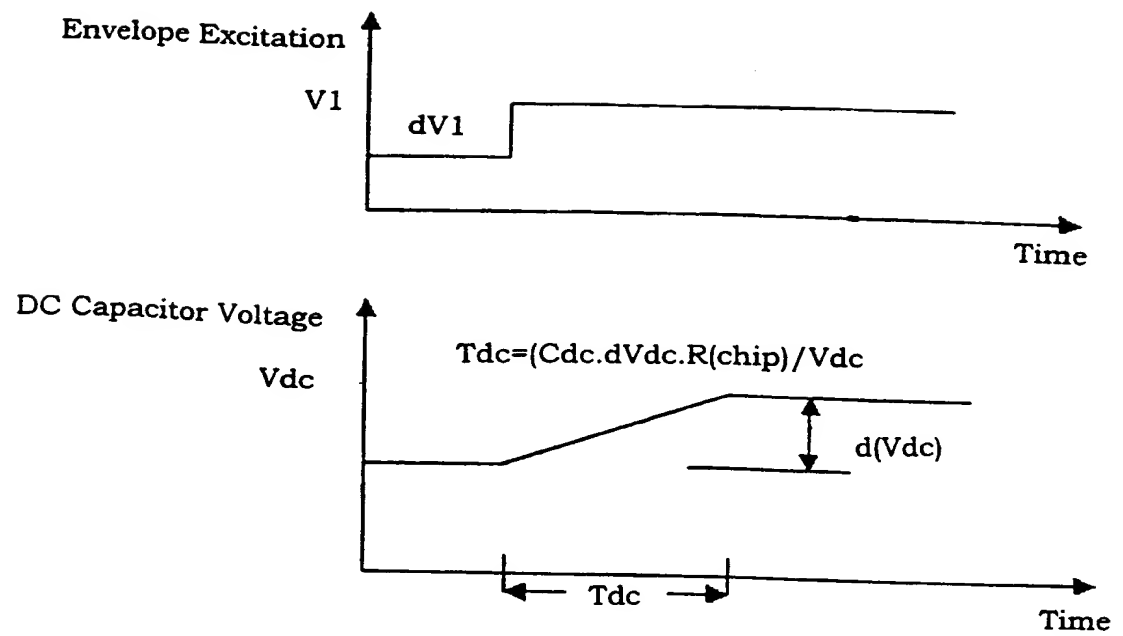 Envelope Excitation
V1
dV1
Time
DC Capacitor Voltage
Tdc=(Cdc.dVdc.R(chip)/Vdc
Vdc
d(Vdc)
Tdc
Time